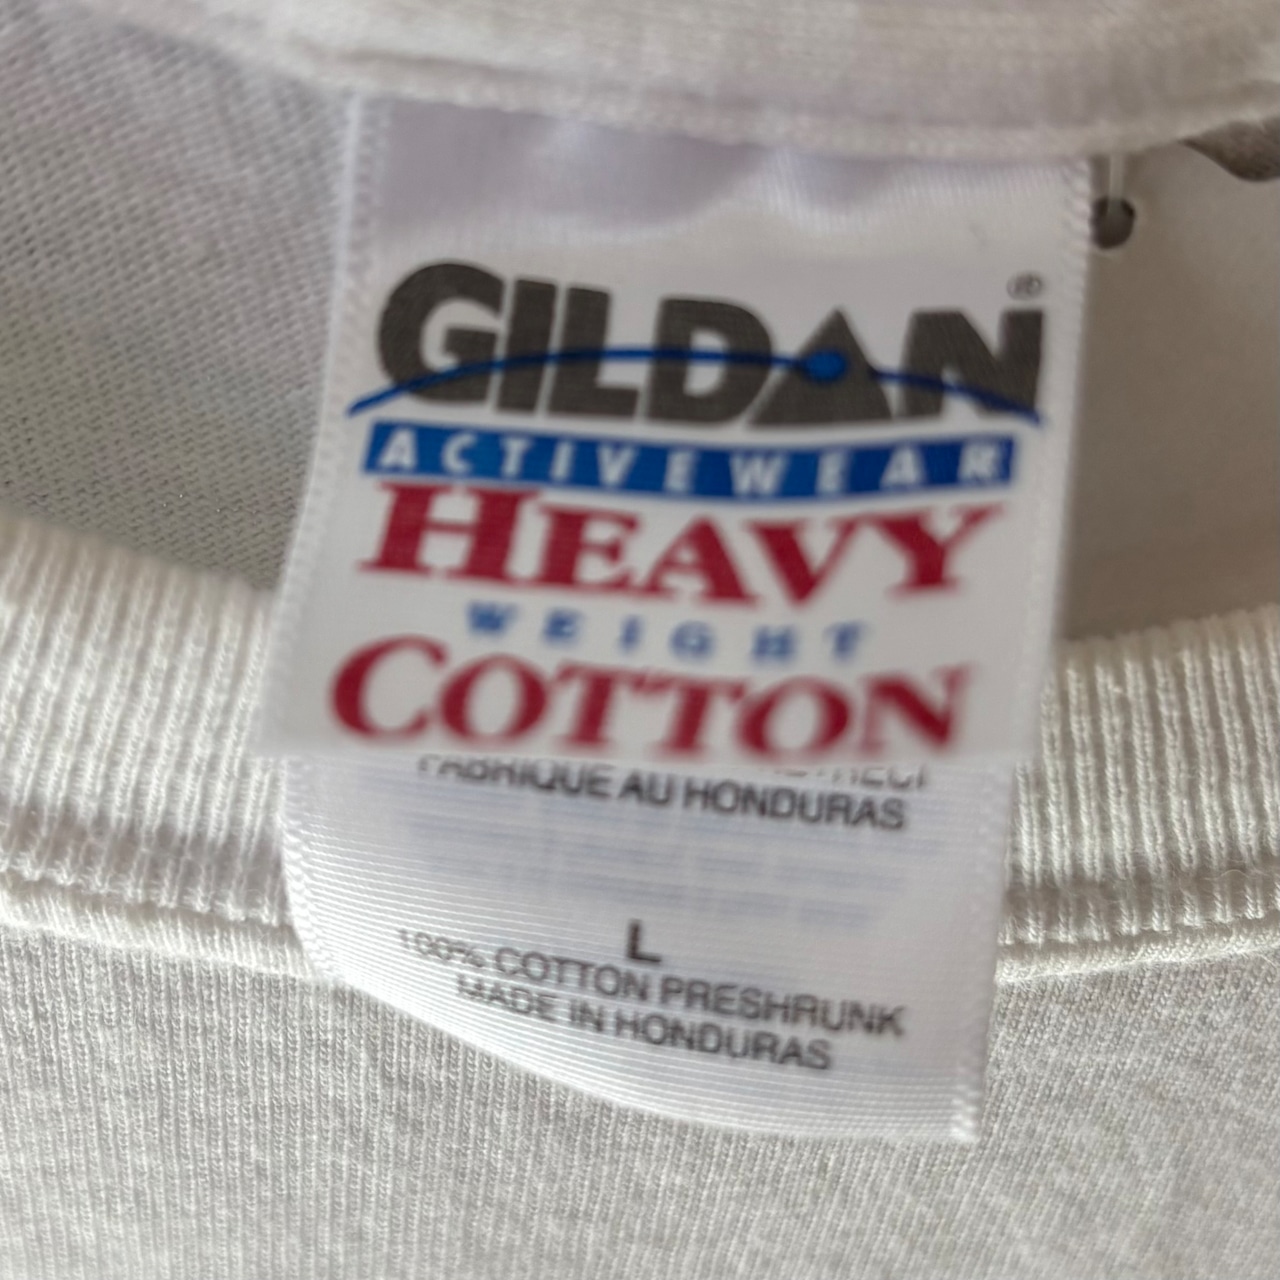 GILDAN®
ACTIVEWEAR
HEAVY
WEIGHT
COTTON
FABRIQUE AU HONDURAS
L
100% COTTON PRESHRUNK
MADE IN HONDURAS